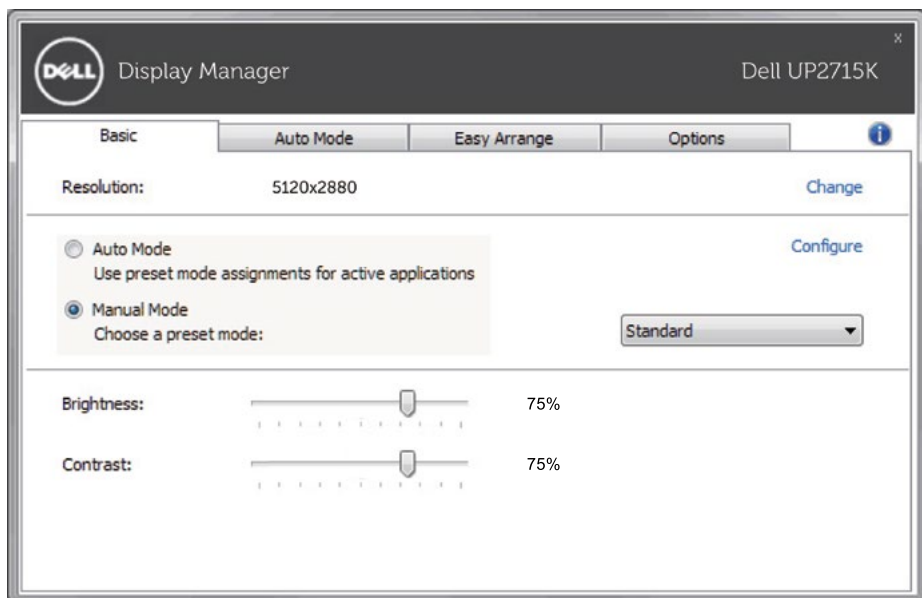 x
DELL Display Manager Dell UP2715K
Basic Auto Mode Easy Arrange Options i
Resolution: 5120x2880 Change
Auto Mode Configure
Use preset mode assignments for active applications
Manual Mode
Choose a preset mode: Standard
Brightness: 75%
Contrast: 75%